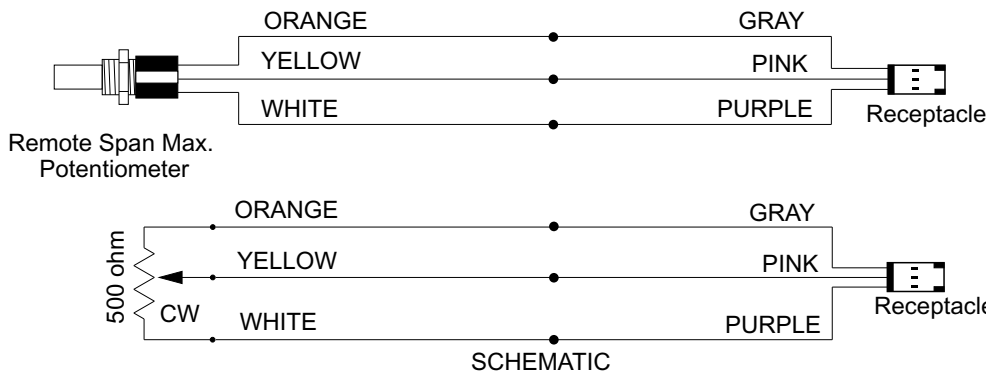 ORANGE GRAY
YELLOW PINK
WHITE PURPLE
Receptacle
Remote Span Max.
Potentiometer
ORANGE GRAY
500 ohm
YELLOW PINK
CW
Receptacle
WHITE PURPLE
SCHEMATIC